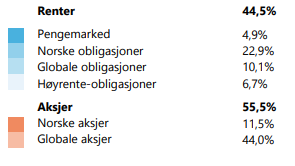 Renter 44,5%
Pengemarked 4,9%
Norske obligasjoner 22,9%
Globale obligasjoner 10,1%
Høyrente-obligasjoner 6,7%
Aksjer 55,5%
Norske aksjer 11,5%
Globale aksjer 44,0%